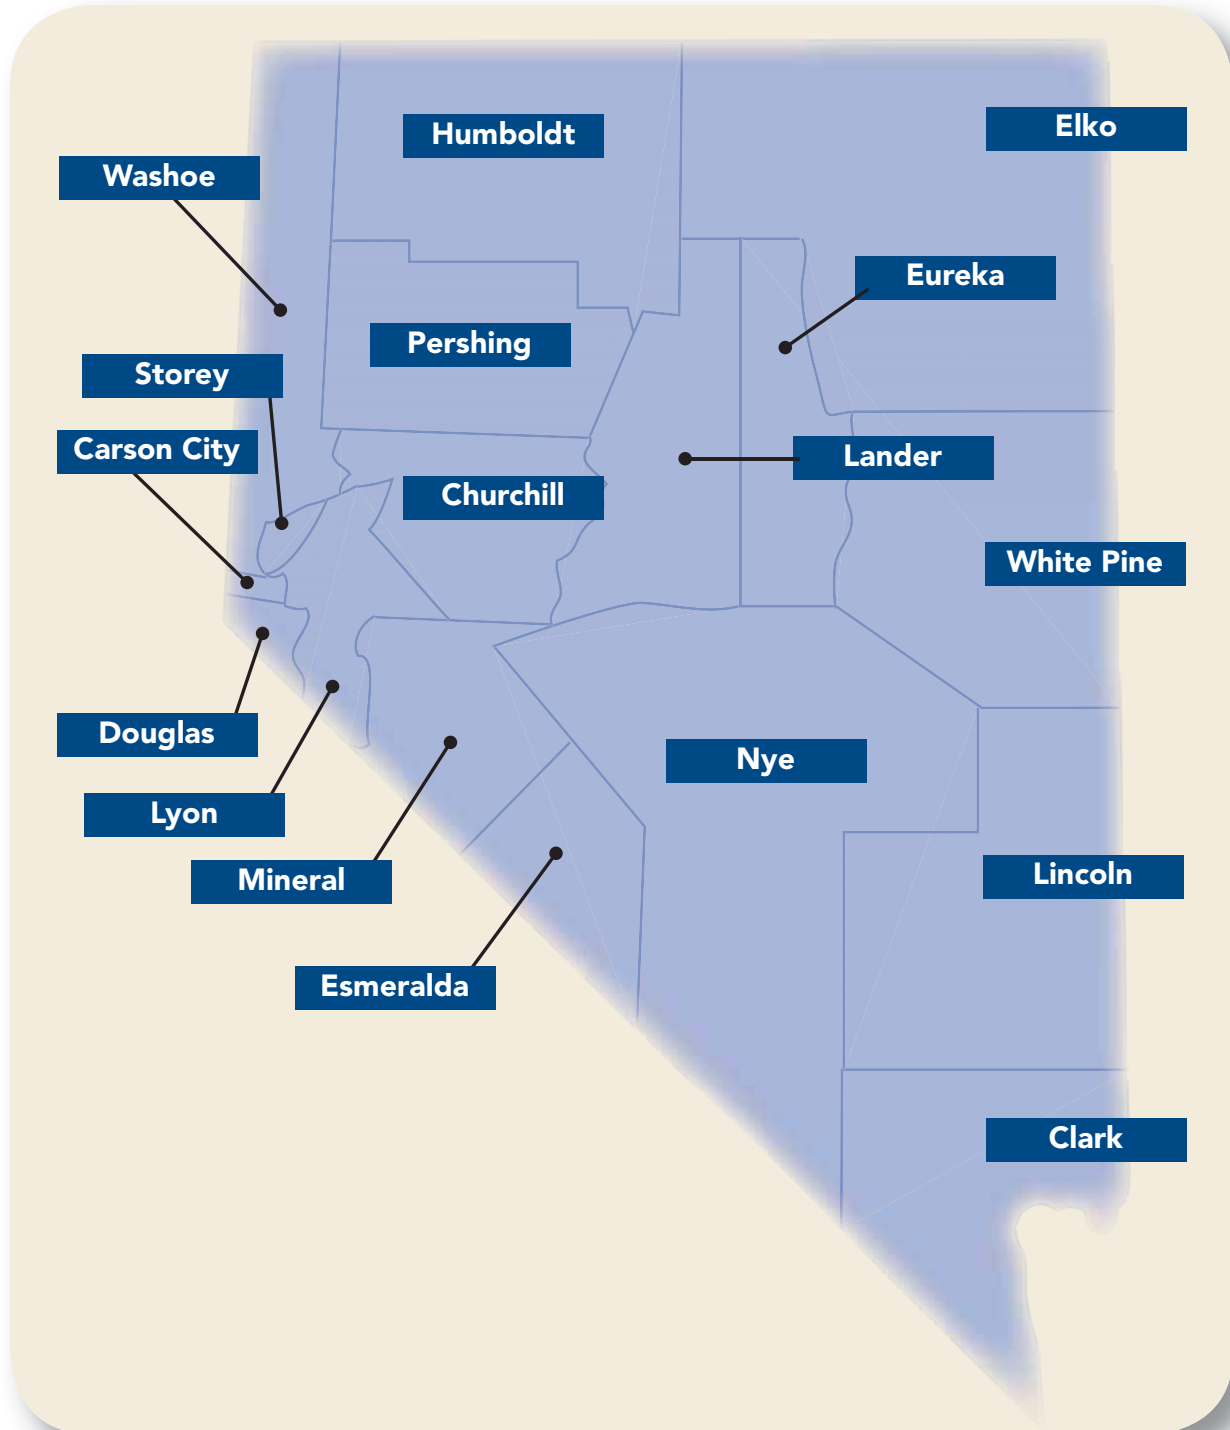 Humboldt
Elko
Washoe
Eureka
Pershing
Storey
Carson City
Lander
Churchill
White Pine
Douglas
Nye
Lyon
Mineral
Lincoln
Esmeralda
Clark